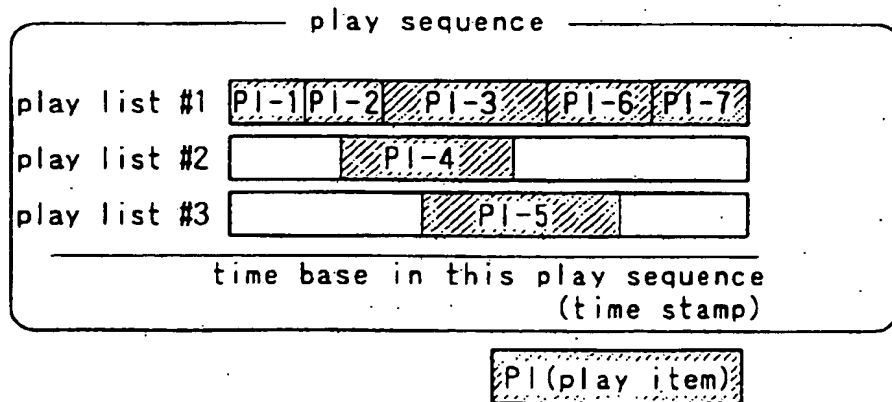 play sequence
play list #1 PI-1 PI-2 PI-3 PI-6 PI-7
play list #2 PI-4
play list #3 PI-5
time base in this play sequence
(time stamp)
PI(play item)